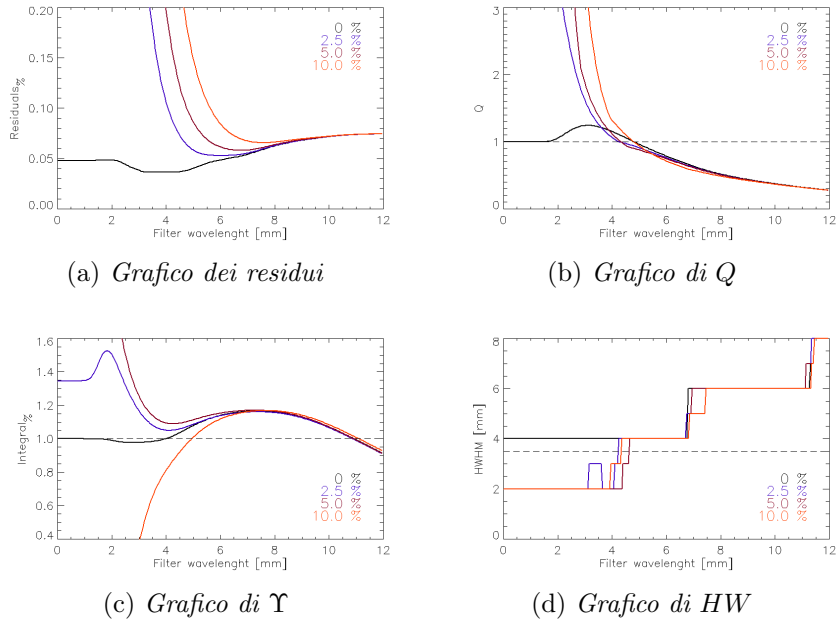 0.20
0.15
0.10
0.05
0.00
Residuals%
0 %
2.5 %
5.0 %
10.0 %
0 2 4 6 8 10 12
Filter wavelenght [mm]
(a) Grafico dei residui
3
2
1
0
Q
0 %
2.5 %
5.0 %
10.0 %
0 2 4 6 8 10 12
Filter wavelenght [mm]
(b) Grafico di Q
1.6
1.4
1.2
1.0
0.8
0.6
0.4
Integral%
0 %
2.5 %
5.0 %
10.0 %
0 2 4 6 8 10 12
Filter wavelenght [mm]
(c) Grafico di ϒ
8
6
4
2
0
HWHM [mm]
0 %
2.5 %
5.0 %
10.0 %
0 2 4 6 8 10 12
Filter wavelenght [mm]
(d) Grafico di HW